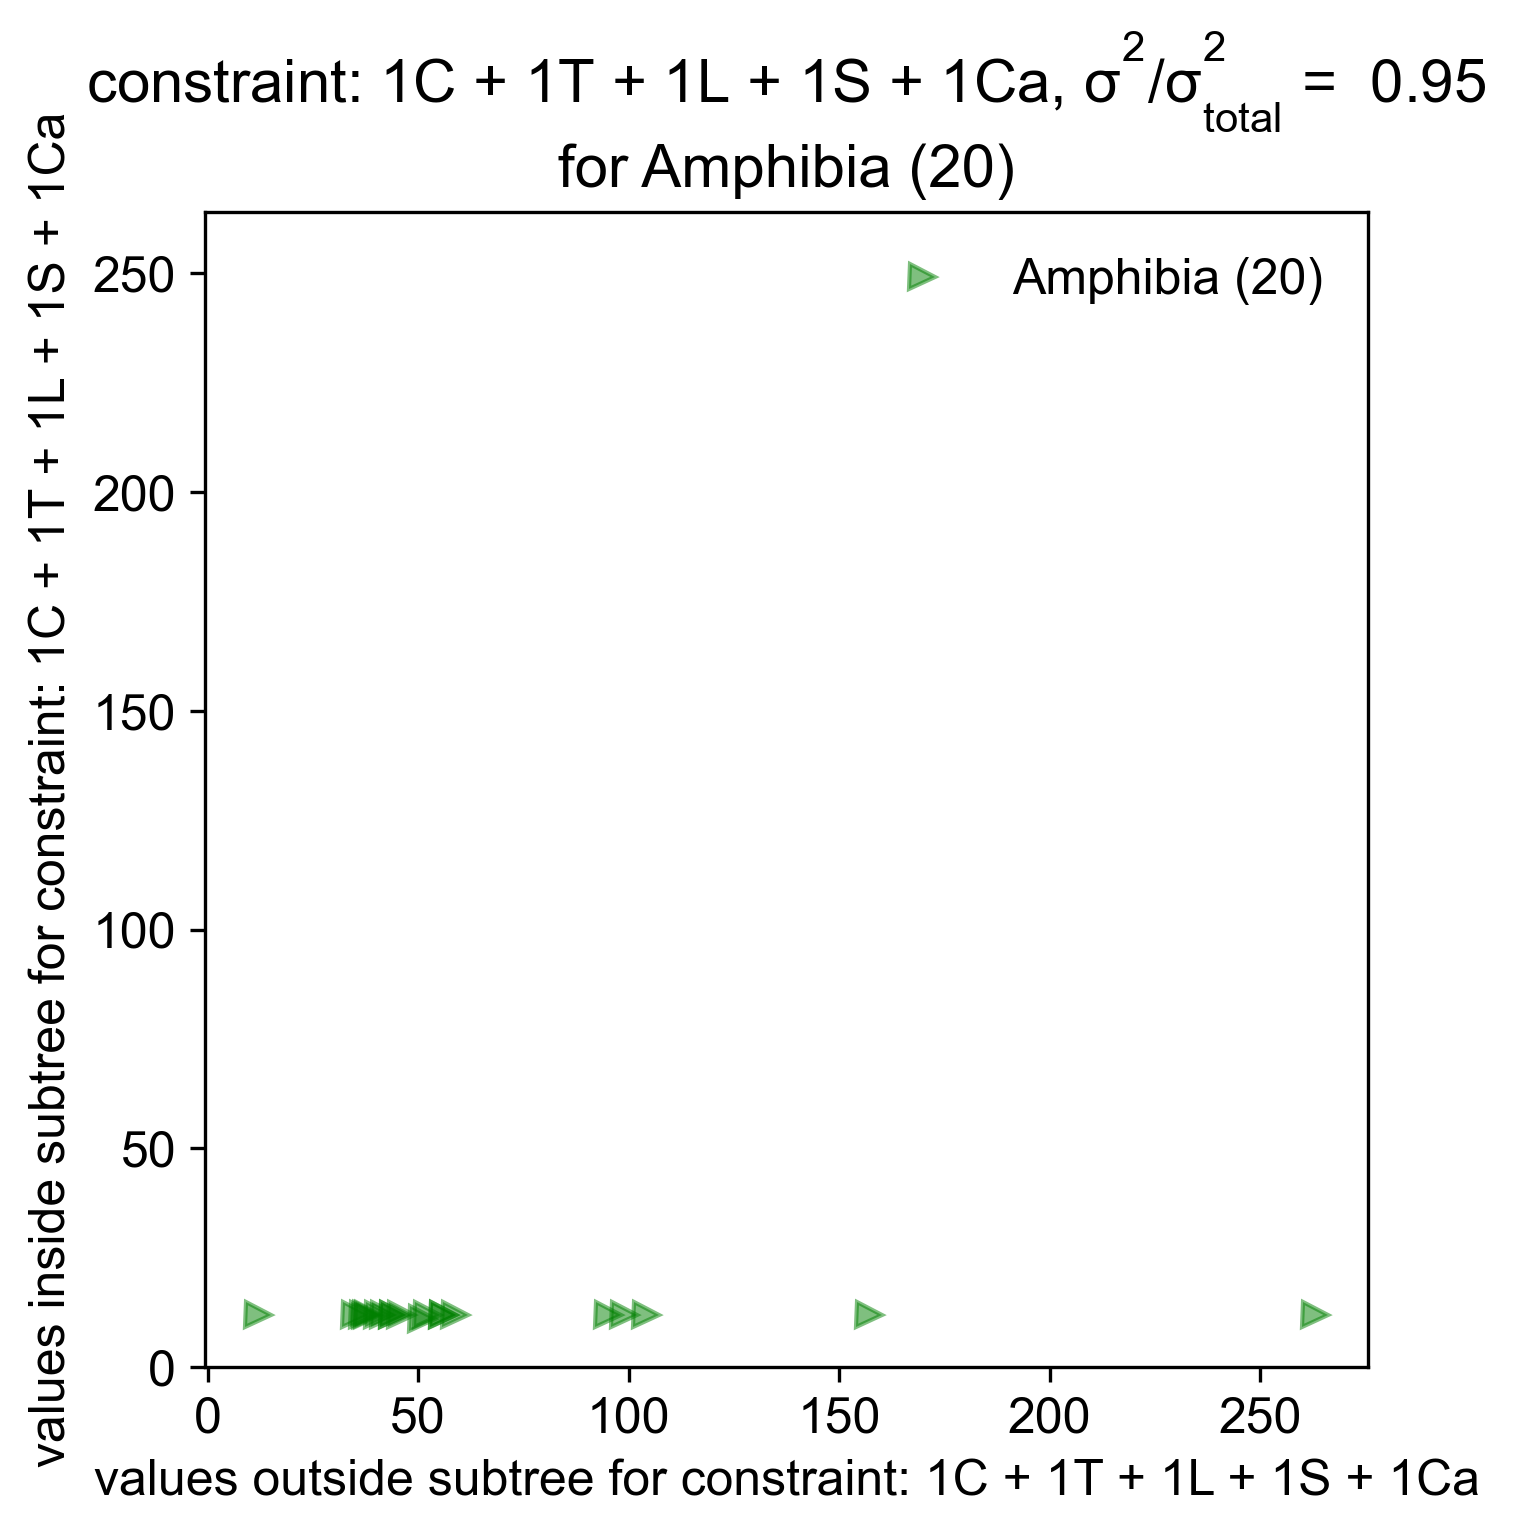 constraint: 1C + 1T + 1L + 1S + 1Ca, σ²/σ²total = 0.95
for Amphibia (20)
Amphibia (20)
values inside subtree for constraint: 1C + 1T + 1L + 1S + 1Ca
250
200
150
100
50
0
0 50 100 150 200 250
values outside subtree for constraint: 1C + 1T + 1L + 1S + 1Ca